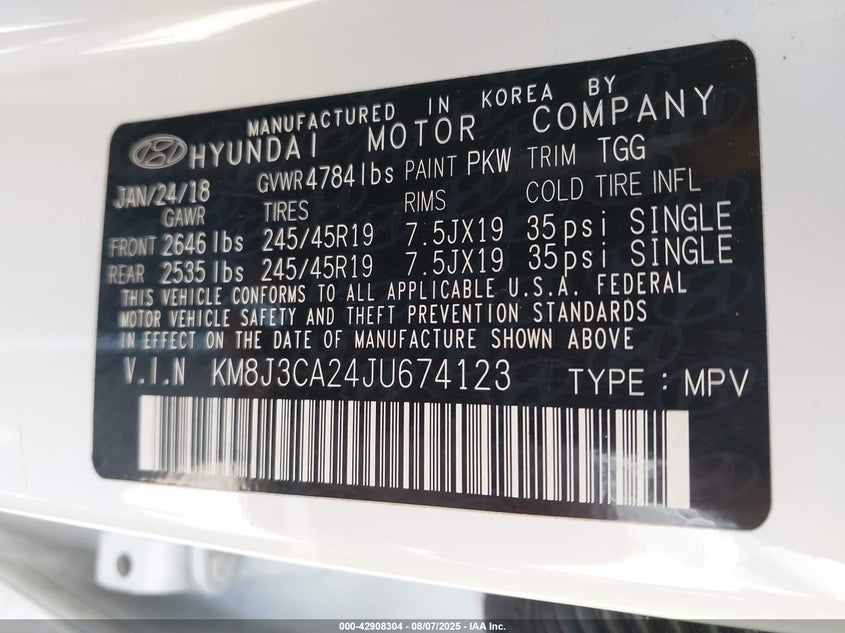 MANUFACTURED IN KOREA BY
HYUNDAI MOTOR COMPANY
JAN/24/18 GVWR 4784 lbs PAINT PKW TRIM TGG
GAWR TIRES RIMS COLD TIRE INFL
FRONT 2646 lbs 245/45R19 7.5JX19 35psi SINGLE
REAR 2535 lbs 245/45R19 7.5JX19 35psi SINGLE
THIS VEHICLE CONFORMS TO ALL APPLICABLE U.S.A. FEDERAL
MOTOR VEHICLE SAFETY AND THEFT PREVENTION STANDARDS
IN EFFECT ON THE DATE OF MANUFACTURE SHOWN ABOVE
V.I.N KM8J3CA24JU674123 TYPE : MPV
000-42908304 | 08/07/2025 - IAA Inc.